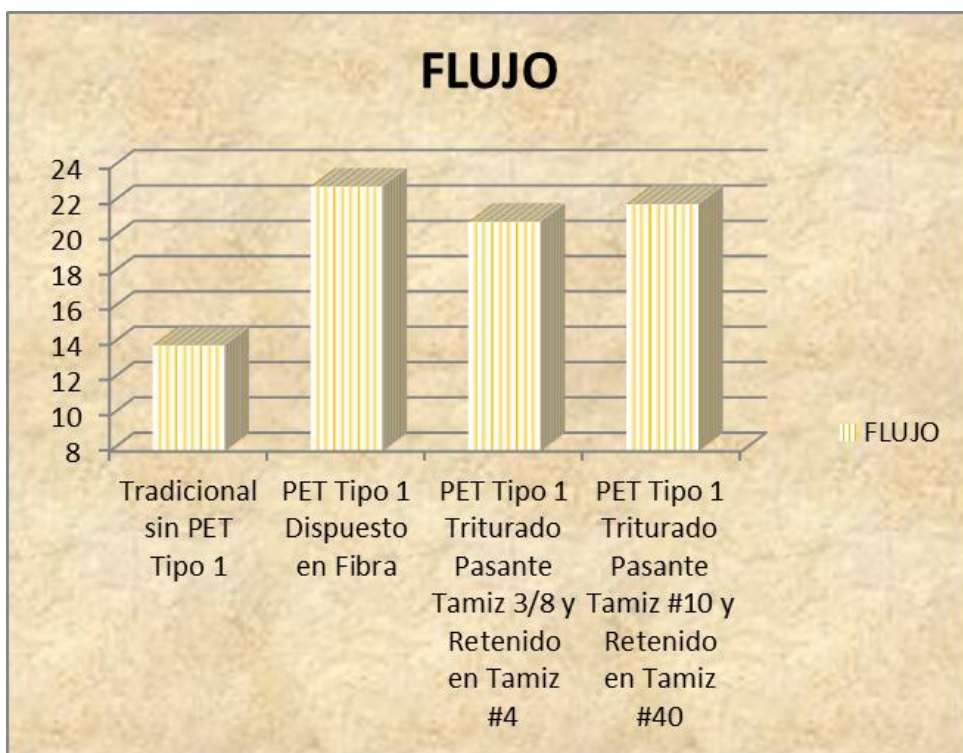 FLUJO
24
22
20
18
16
14
12
10
8
Tradicional
sin PET
Tipo 1
PET Tipo 1
Dispuesto
en Fibra
PET Tipo 1
Triturado
Pasante
Tamiz 3/8 y
Retenido
en Tamiz
#4
PET Tipo 1
Triturado
Pasante
Tamiz #10 y
Retenido
en Tamiz
#40
FLUJO